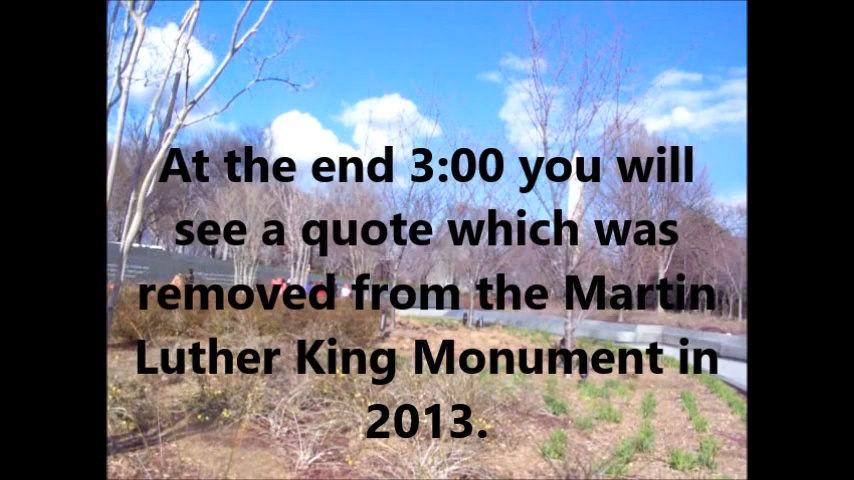 At the end 3:00 you will
see a quote which was
removed from the Martin
Luther King Monument in
2013.